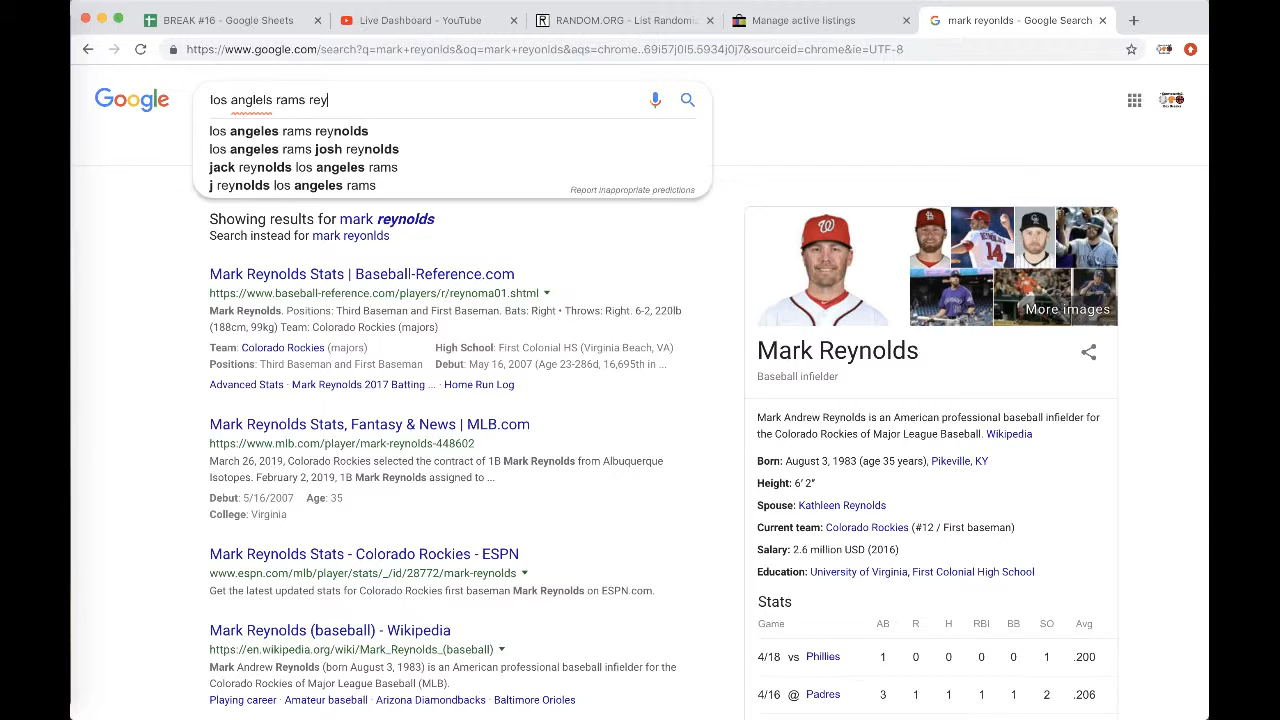 BREAK #16 - Google Sheets
Live Dashboard - YouTube
RANDOM.ORG - List Randomi
Manage active listings
mark reyonlds - Google Search
https://www.google.com/search?q=mark+reyonlds&oq=mark+reyonlds&aqs=chrome..69i57j0l5.5934j0j7&sourceid=chrome&ie=UTF-8
Google
los anglels rams rey
los angeles rams reynolds
los angeles rams josh reynolds
jack reynolds los angeles rams
j reynolds los angeles rams
Report inappropriate predictions
Showing results for mark reynolds
Search instead for mark reyonlds
Mark Reynolds Stats | Baseball-Reference.com
https://www.baseball-reference.com/players/r/reynoma01.shtml
Mark Reynolds. Positions: Third Baseman and First Baseman. Bats: Right • Throws: Right. 6-2, 220lb
(188cm, 99kg) Team: Colorado Rockies (majors)
Team: Colorado Rockies (majors)
High School: First Colonial HS (Virginia Beach, VA)
Positions: Third Baseman and First Baseman
Debut: May 16, 2007 (Age 23-286d, 16,695th in ...
Advanced Stats · Mark Reynolds 2017 Batting ... · Home Run Log
Mark Reynolds Stats, Fantasy & News | MLB.com
https://www.mlb.com/player/mark-reynolds-448602
March 26, 2019, Colorado Rockies selected the contract of 1B Mark Reynolds from Albuquerque
Isotopes. February 2, 2019, 1B Mark Reynolds assigned to ...
Debut: 5/16/2007 Age: 35
College: Virginia
Mark Reynolds Stats - Colorado Rockies - ESPN
www.espn.com/mlb/player/stats/_/id/28772/mark-reynolds
Get the latest updated stats for Colorado Rockies first baseman Mark Reynolds on ESPN.com.
Mark Reynolds (baseball) - Wikipedia
https://en.wikipedia.org/wiki/Mark_Reynolds_(baseball)
Mark Andrew Reynolds (born August 3, 1983) is an American professional baseball infielder for the
Colorado Rockies of Major League Baseball (MLB).
Playing career · Amateur baseball · Arizona Diamondbacks · Baltimore Orioles
14
More images
Mark Reynolds
Baseball infielder
Mark Andrew Reynolds is an American professional baseball infielder for
the Colorado Rockies of Major League Baseball. Wikipedia
Born: August 3, 1983 (age 35 years), Pikeville, KY
Height: 6′ 2″
Spouse: Kathleen Reynolds
Current team: Colorado Rockies (#12 / First baseman)
Salary: 2.6 million USD (2016)
Education: University of Virginia, First Colonial High School
Stats
Game AB R H RBI BB SO Avg
4/18 vs Phillies 1 0 0 0 0 1 .200
4/16 @ Padres 3 1 1 1 1 2 .206